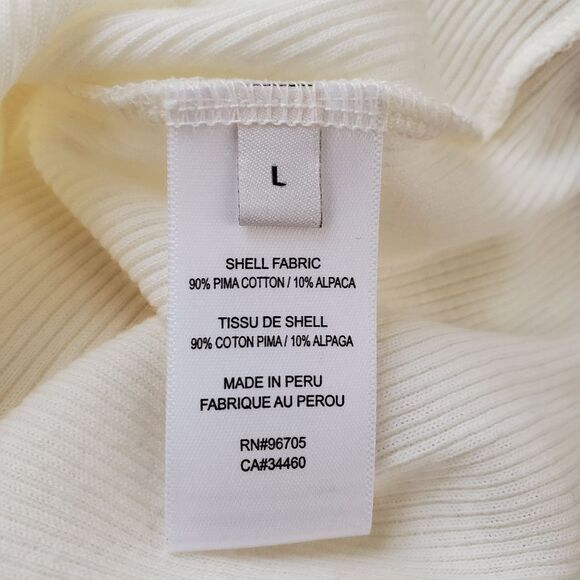 L
SHELL FABRIC
90% PIMA COTTON / 10% ALPACA
TISSU DE SHELL
90% COTON PIMA / 10% ALPAGA
MADE IN PERU
FABRIQUE AU PEROU
RN#96705
CA#34460